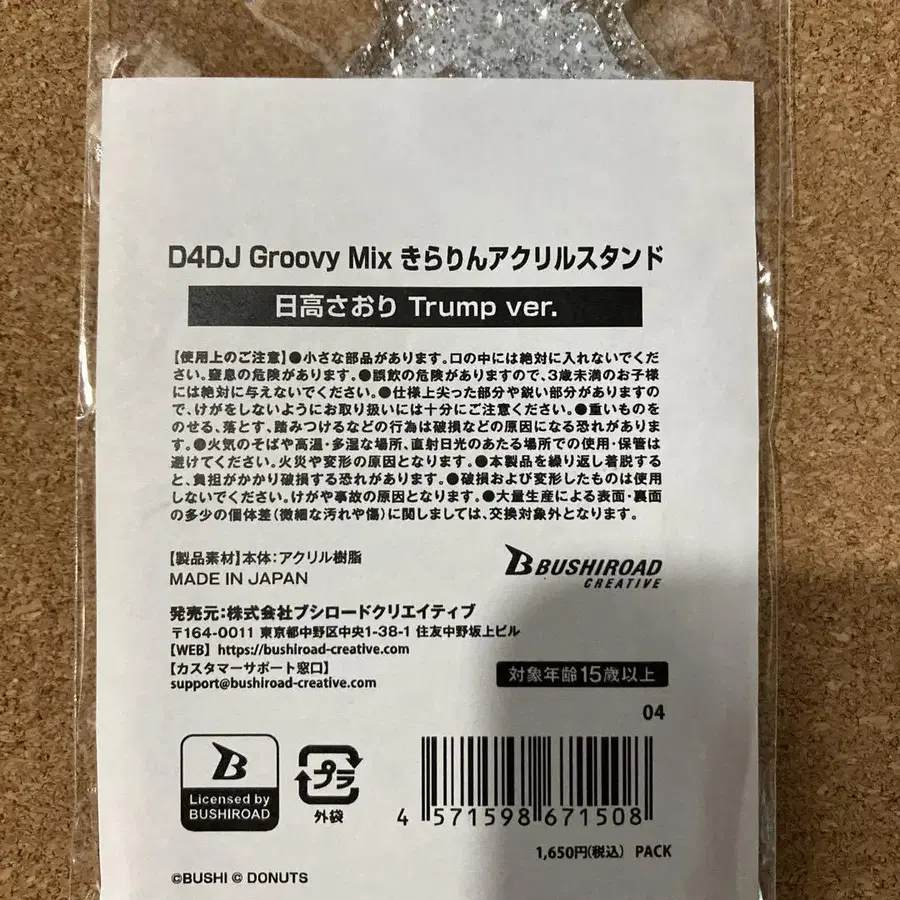 D4DJ Groovy Mix きらりんアクリルスタンド
日高さおり Trump ver.
【使用上のご注意】●小さな部品があります。口の中には絶対に入れないでくだ
さい。窒息の危険があります。●誤飲の危険がありますので、3歳未満のお子様
には絶対に与えないでください。●仕様上尖った部分や鋭い部分がありますの
で、けがをしないようにお取り扱いには十分にご注意ください。●重いものを
のせる、落とす、踏みつけるなどの行為は破損などの原因になる恐れがありま
す。●火気のそばや高温・多湿な場所、直射日光のあたる場所での使用・保管は
避けてください。火災や変形の原因となります。●本製品を繰り返し着脱する
と、負担がかかり破損する恐れがあります。●破損および変形したものは使用
しないでください。けがや事故の原因となります。●大量生産による表面・裏面
の多少の個体差(微細な汚れや傷)に関しましては、交換対象外となります。
【製品素材】本体:アクリル樹脂
MADE IN JAPAN
BUSHIROAD
CREATIVE
発売元:株式会社ブシロードクリエイティブ
〒164-0011 東京都中野区中央1-38-1 住友中野坂上ビル
【WEB】 https://bushiroad-creative.com
【カスタマーサポート窓口】
support@bushiroad-creative.com
対象年齢15歳以上
04
B
Licensed by
BUSHIROAD
プラ
外袋
4 571598 671508
1,650円(税込) PACK
©BUSHI © DONUTS